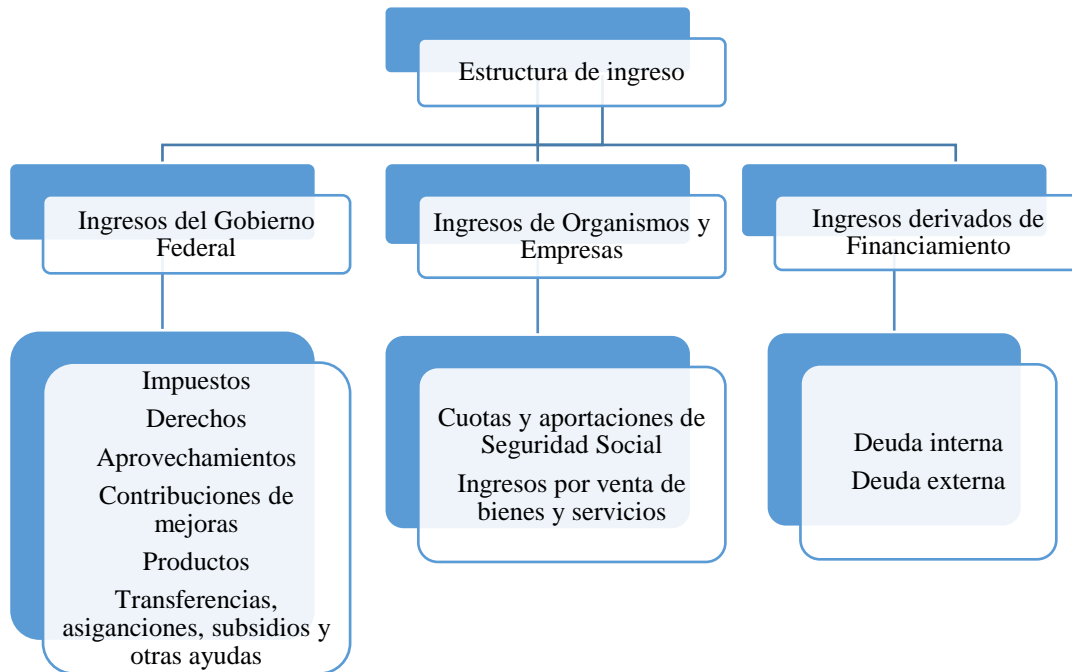 Estructura de ingreso
Ingresos del Gobierno
Federal
Ingresos de Organismos y
Empresas
Ingresos derivados de
Financiamiento
Impuestos
Derechos
Aprovechamientos
Contribuciones de
mejoras
Productos
Transferencias,
asiganciones, subsidios y
otras ayudas
Cuotas y aportaciones de
Seguridad Social
Ingresos por venta de
bienes y servicios
Deuda interna
Deuda externa